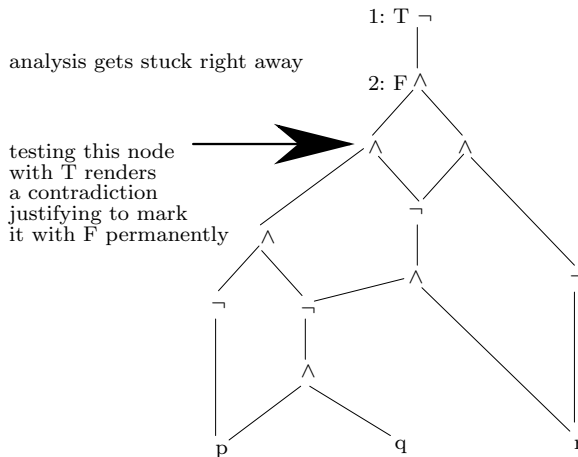 1: T ¬
analysis gets stuck right away
2: F ∧
testing this node
with T renders
a contradiction
justifying to mark
it with F permanently
∧ ∧
¬
∧
∧
¬
¬ ¬
∧
p q r